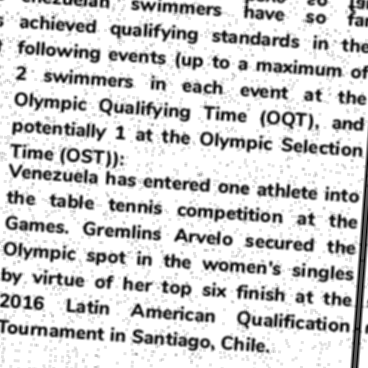 swimmers have so far
achieved qualifying standards in the
following events (up to a maximum of
2 swimmers in each event at the
Olympic Qualifying Time (OQT), and
potentially 1 at the Olympic Selection
Time (OST)):
Venezuela has entered one athlete into
the table tennis competition at the
Games. Gremlins Arvelo secured the
Olympic spot in the women's singles
by virtue of her top six finish at the
2016 Latin American Qualification
Tournament in Santiago, Chile.